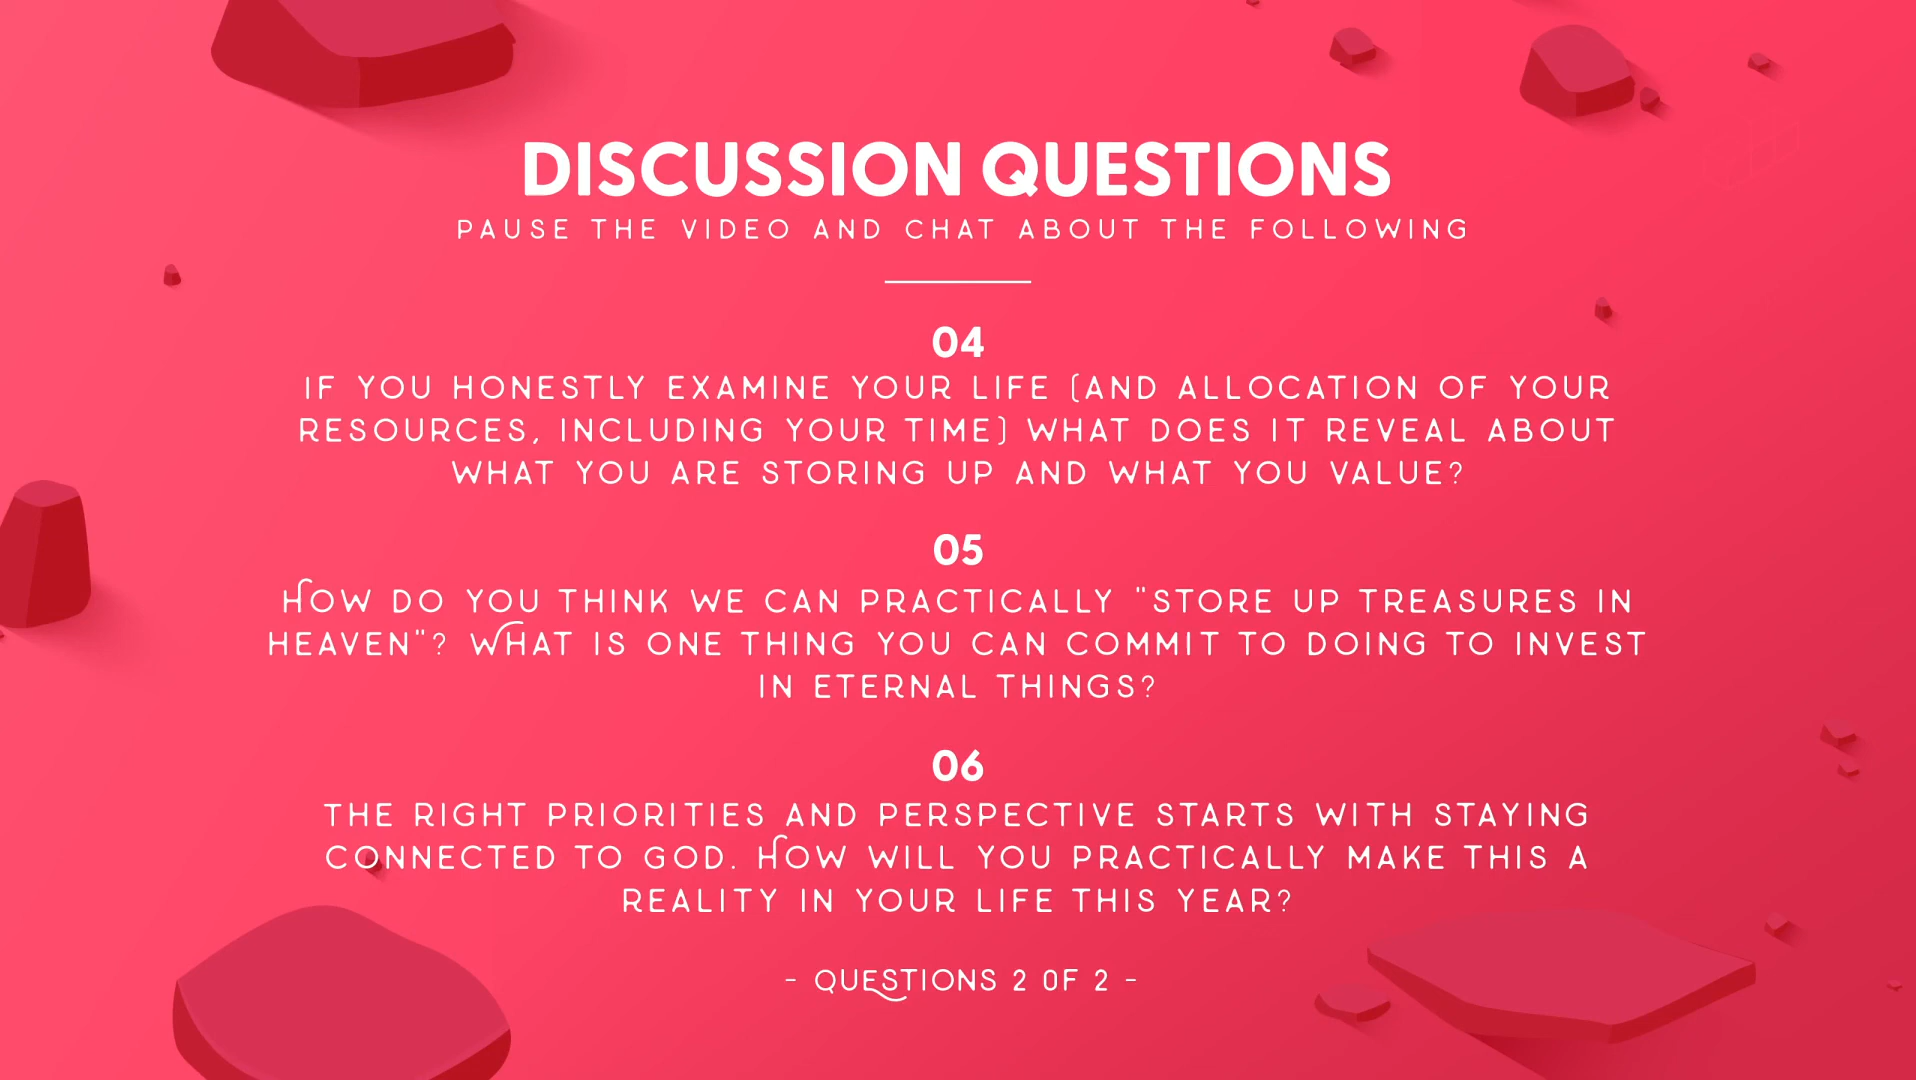 DISCUSSION QUESTIONS
PAUSE THE VIDEO AND CHAT ABOUT THE FOLLOWING
04
IF YOU HONESTLY EXAMINE YOUR LIFE (AND ALLOCATION OF YOUR
RESOURCES, INCLUDING YOUR TIME) WHAT DOES IT REVEAL ABOUT
WHAT YOU ARE STORING UP AND WHAT YOU VALUE?
05
HOW DO YOU THINK WE CAN PRACTICALLY "STORE UP TREASURES IN
HEAVEN"? WHAT IS ONE THING YOU CAN COMMIT TO DOING TO INVEST
IN ETERNAL THINGS?
06
THE RIGHT PRIORITIES AND PERSPECTIVE STARTS WITH STAYING
CONNECTED TO GOD. HOW WILL YOU PRACTICALLY MAKE THIS A
REALITY IN YOUR LIFE THIS YEAR?
- QUESTIONS 2 OF 2 -